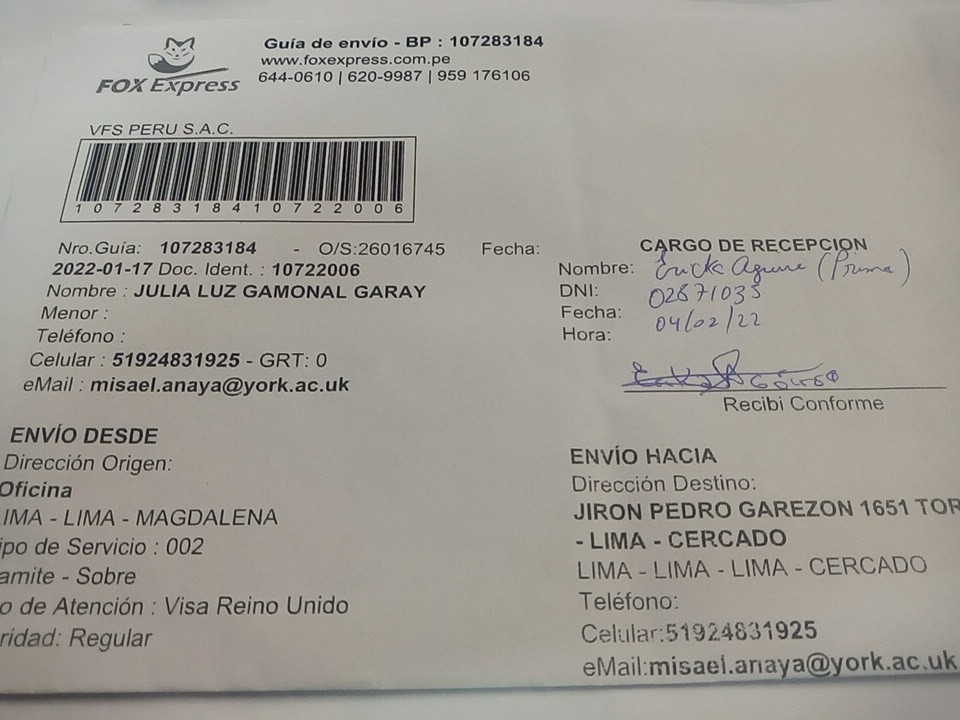 FOX Express
Guía de envío - BP : 107283184
www.foxexpress.com.pe
644-0610 | 620-9987 | 959 176106
VFS PERU S.A.C.
10728318410722006
Nro.Guía: 107283184 - O/S:26016745 Fecha:
2022-01-17 Doc. Ident. : 10722006
Nombre : JULIA LUZ GAMONAL GARAY
Menor :
Teléfono :
Celular : 51924831925 - GRT: 0
eMail : misael.anaya@york.ac.uk
CARGO DE RECEPCION
Nombre: (Prima)
DNI: 02871035
Fecha: 04/02/22
Hora:
Recibi Conforme
ENVÍO DESDE
Dirección Origen:
Oficina
IMA - LIMA - MAGDALENA
ipo de Servicio : 002
amite - Sobre
o de Atención : Visa Reino Unido
ridad: Regular
ENVÍO HACIA
Dirección Destino:
JIRON PEDRO GAREZON 1651 TOR
- LIMA - CERCADO
LIMA - LIMA - LIMA - CERCADO
Teléfono:
Celular:51924831925
eMail:misael.anaya@york.ac.uk